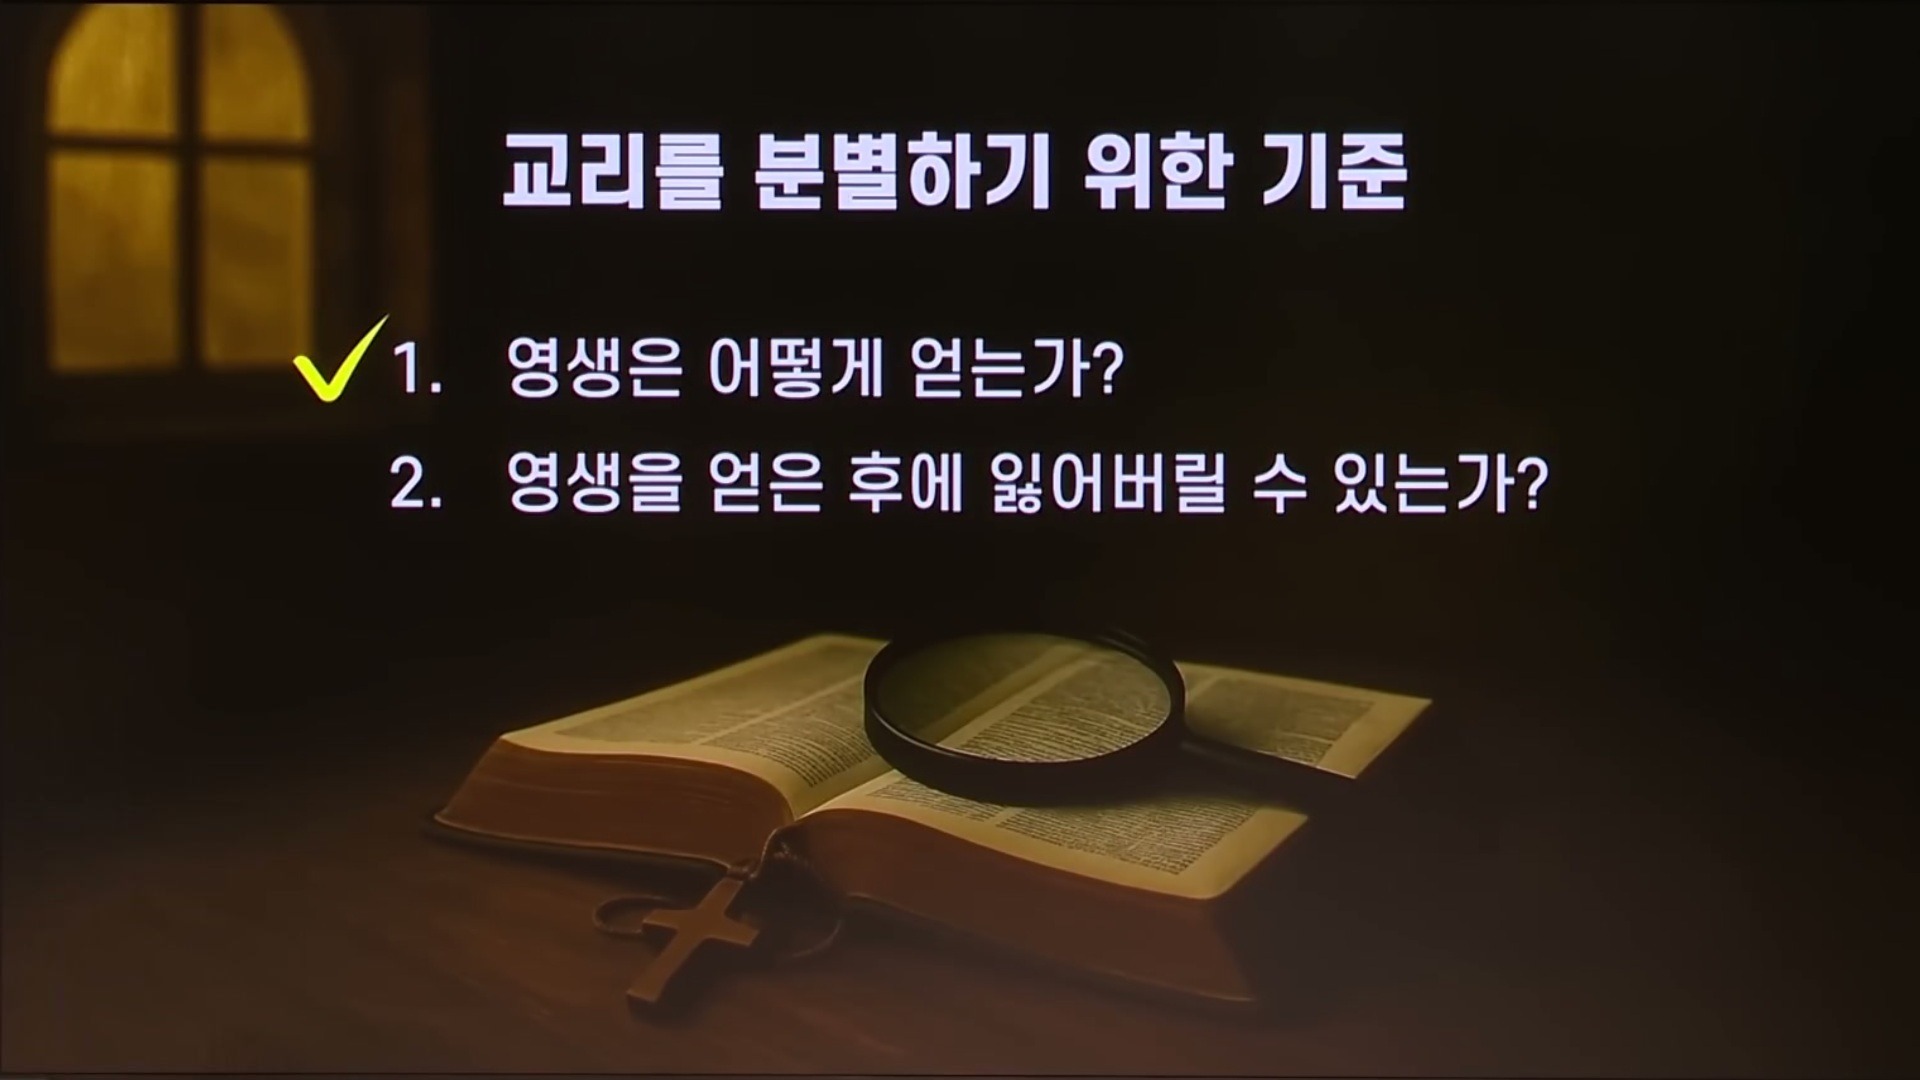 교리를 분별하기 위한 기준
1. 영생은 어떻게 얻는가?
2. 영생을 얻은 후에 잃어버릴 수 있는가?